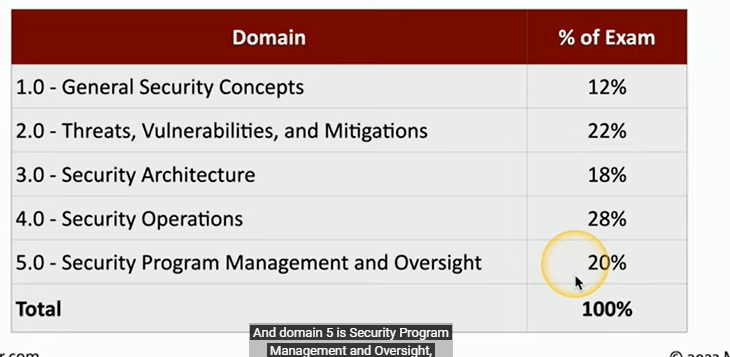 Domain % of Exam
1.0 - General Security Concepts 12%
2.0 - Threats, Vulnerabilities, and Mitigations 22%
3.0 - Security Architecture 18%
4.0 - Security Operations 28%
5.0 - Security Program Management and Oversight 20%
Total 100%
And domain 5 is Security Program
Management and Oversight,